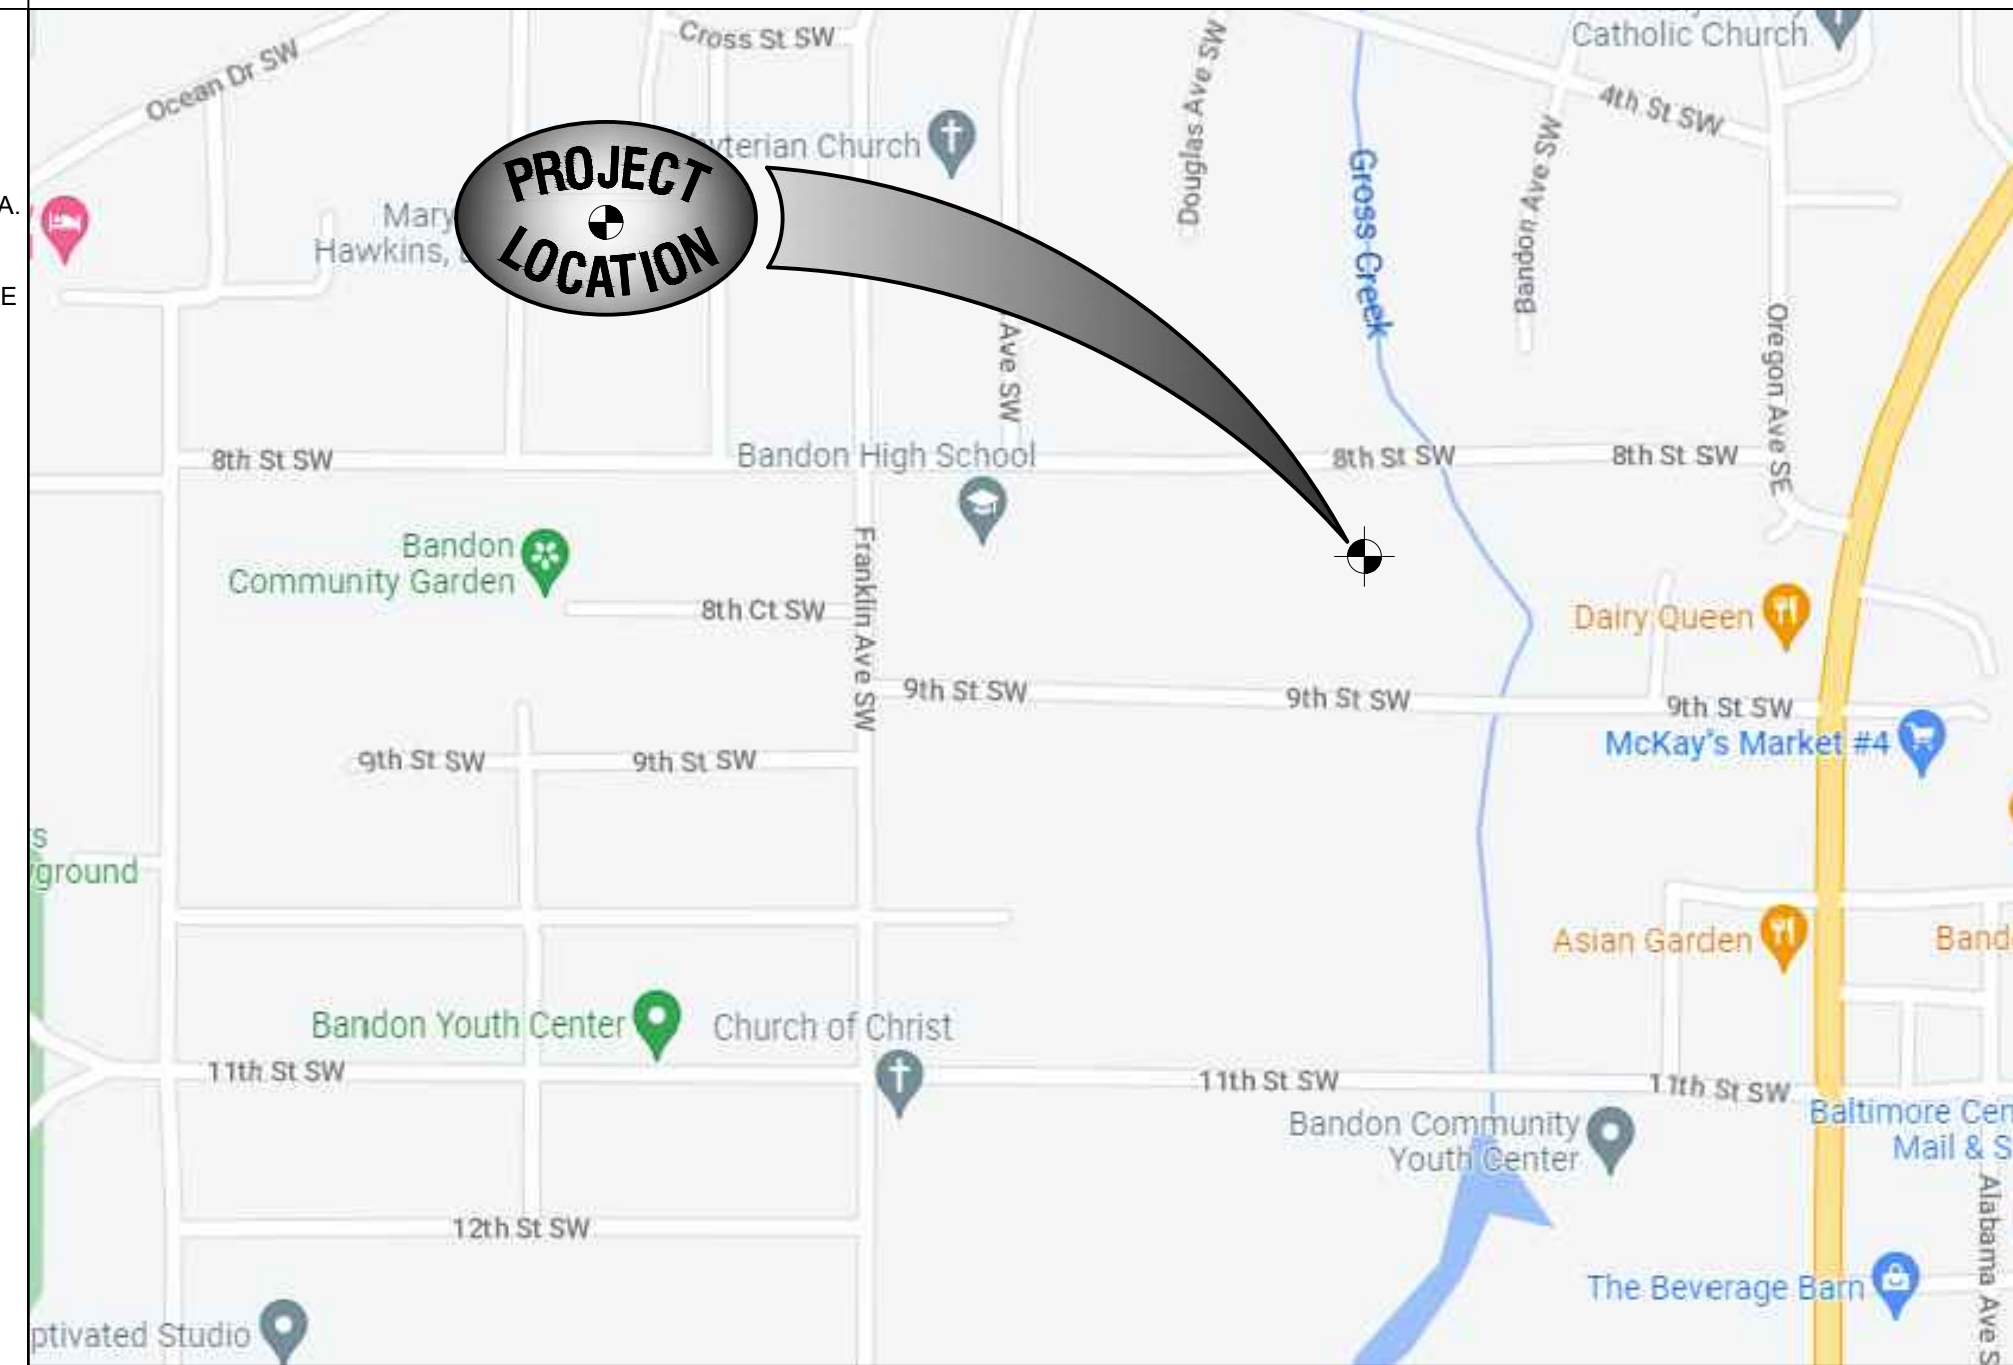 Cross St SW
Catholic Church
Ocean Dr SW
Douglas Ave SW
4th St SW
Bandon Ave SW
Church
PROJECT
LOCATION
A.
Mary
Hawkins,
Gross Creek
E
Ave SW
Oregon Ave SE
8th St SW
Bandon High School
8th St SW
8th St SW
Bandon
Community Garden
Franklin Ave SW
8th Ct SW
Dairy Queen
9th St SW
9th St SW
9th St SW
McKay's Market #4
9th St SW
9th St SW
Asian Garden
Bandon Youth Center
Church of Christ
11th St SW
11th St SW
11th St SW
Bandon Community
Youth Center
Baltimore
Mail &
12th St SW
Alabama Ave S
The Beverage Barn
Studio